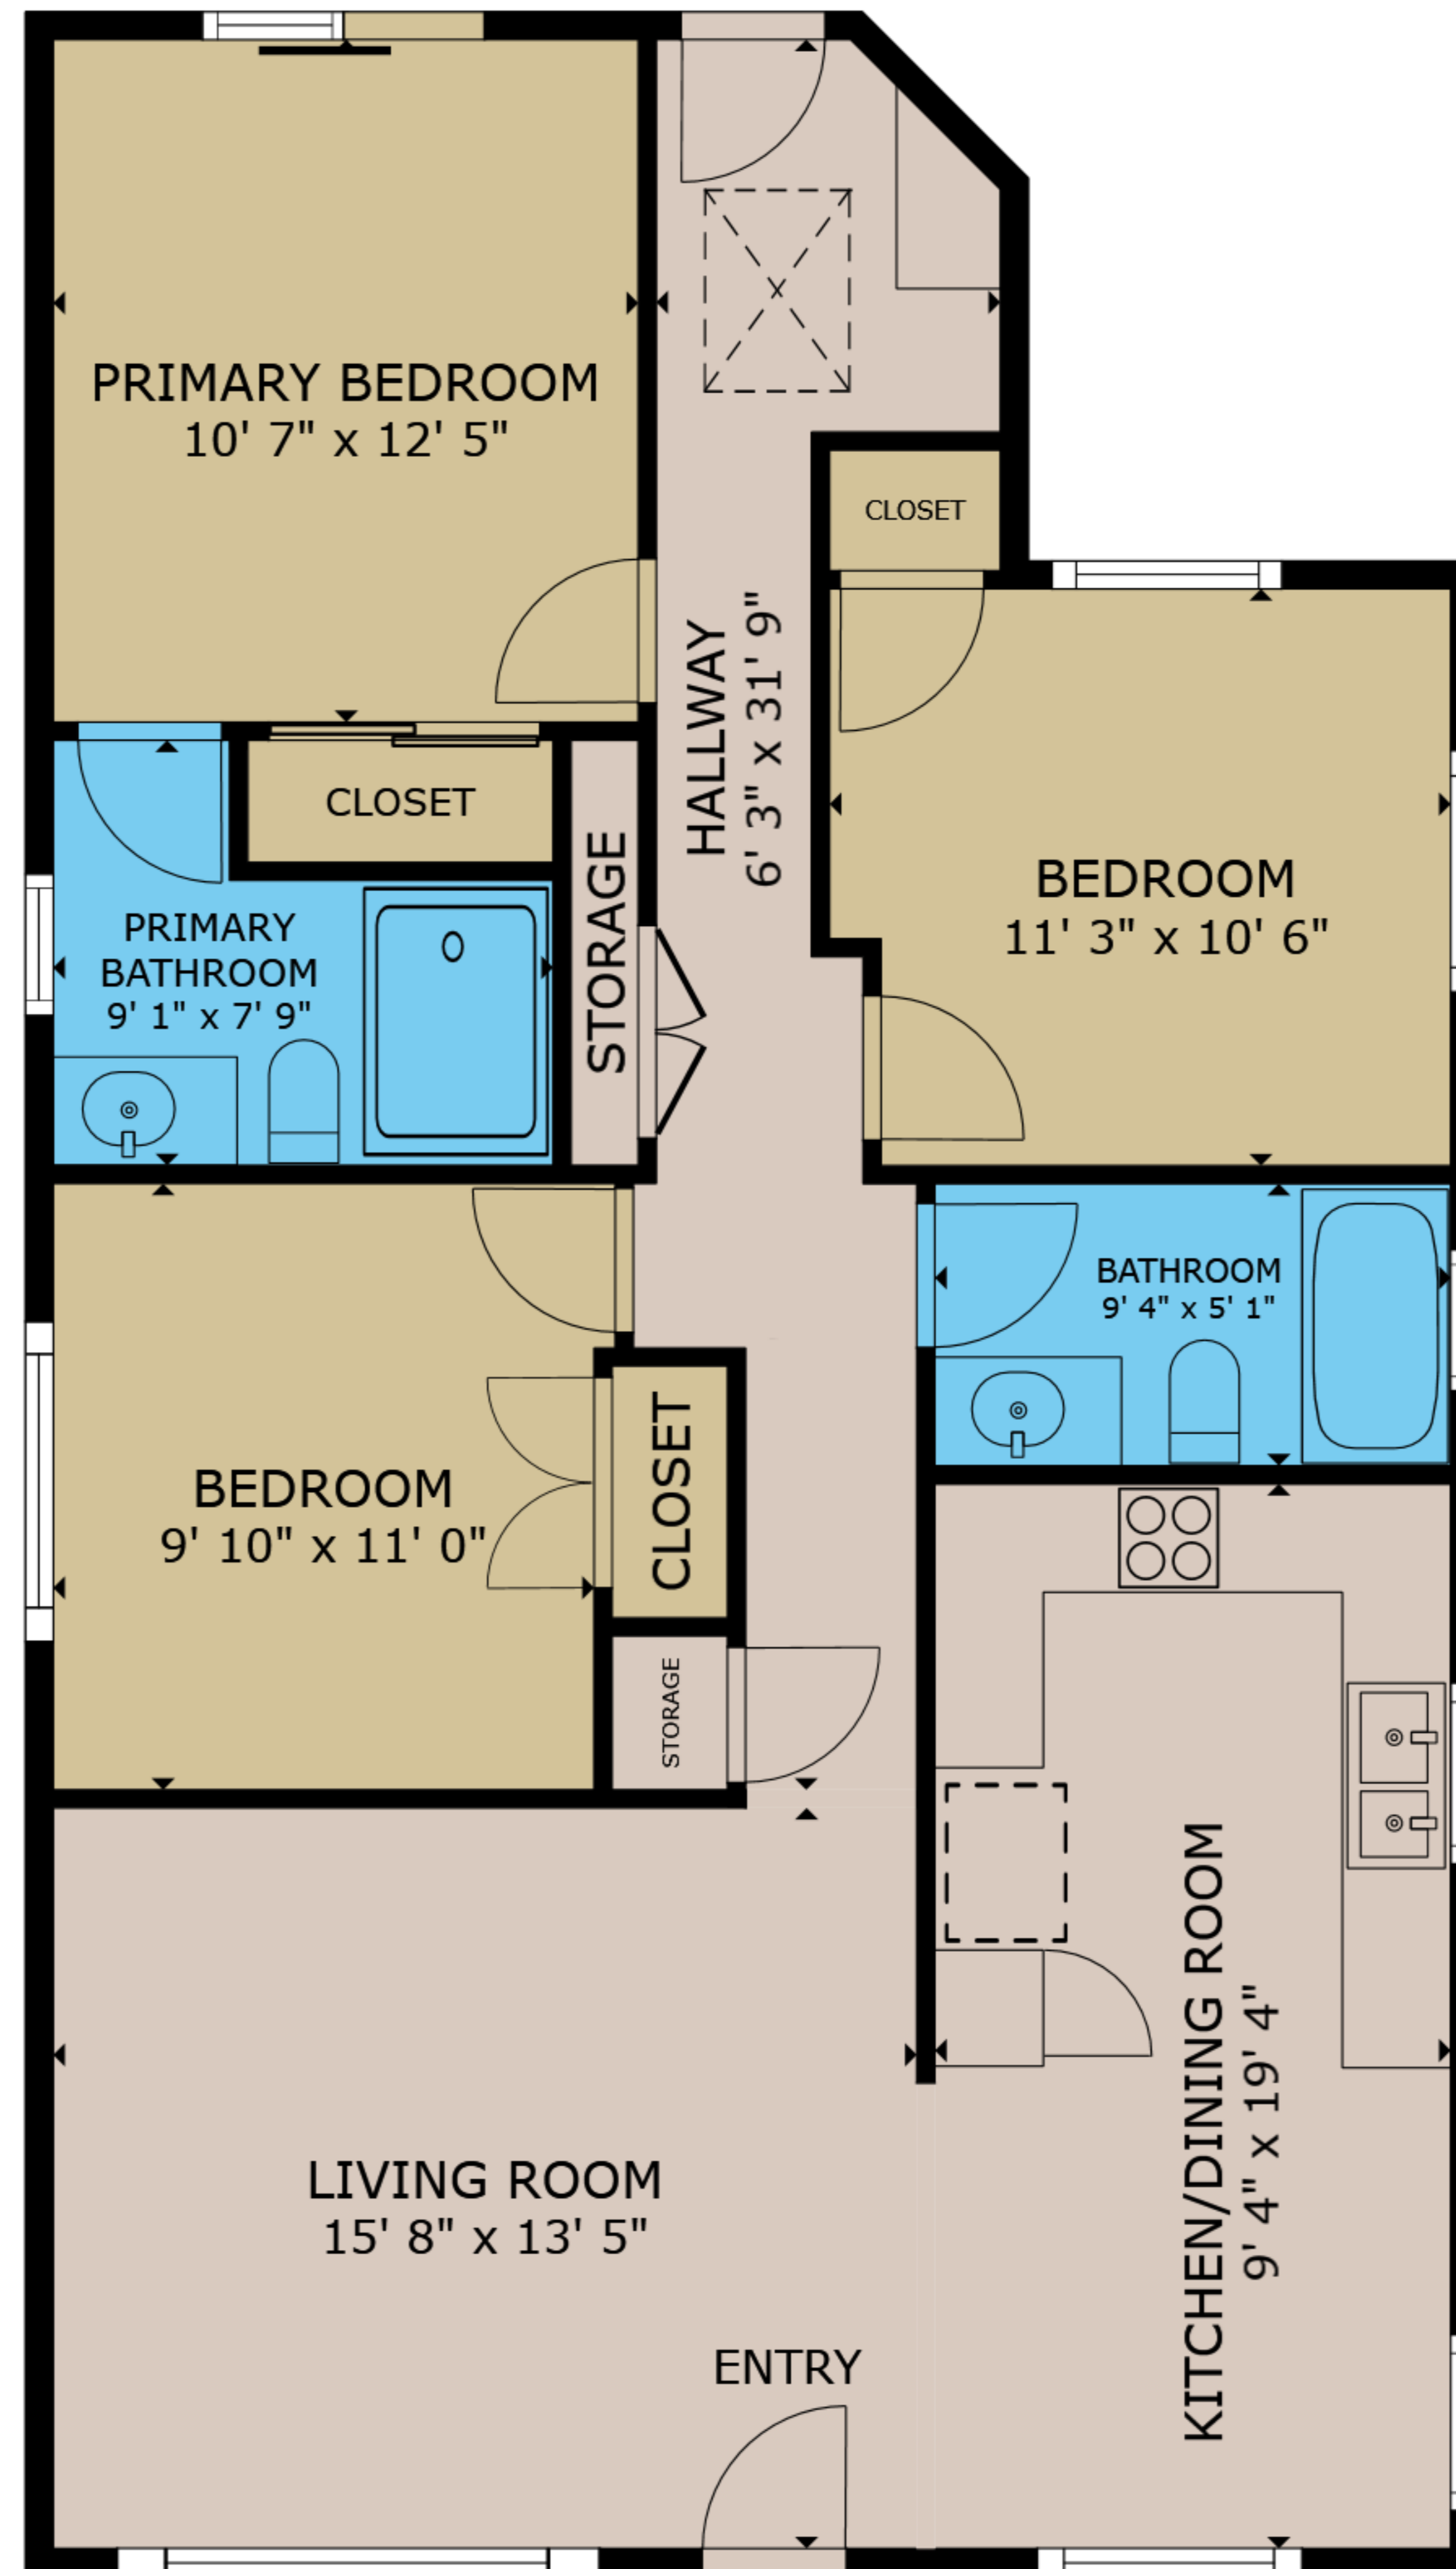 PRIMARY BEDROOM
10' 7" x 12' 5"
CLOSET
HALLWAY
6' 3" x 31' 9"
CLOSET
STORAGE
PRIMARY
BATHROOM
9' 1" x 7' 9"
BEDROOM
11' 3" x 10' 6"
BATHROOM
9' 4" x 5' 1"
BEDROOM
9' 10" x 11' 0"
CLOSET
STORAGE
KITCHEN/DINING ROOM
9' 4" x 19' 4"
LIVING ROOM
15' 8" x 13' 5"
ENTRY